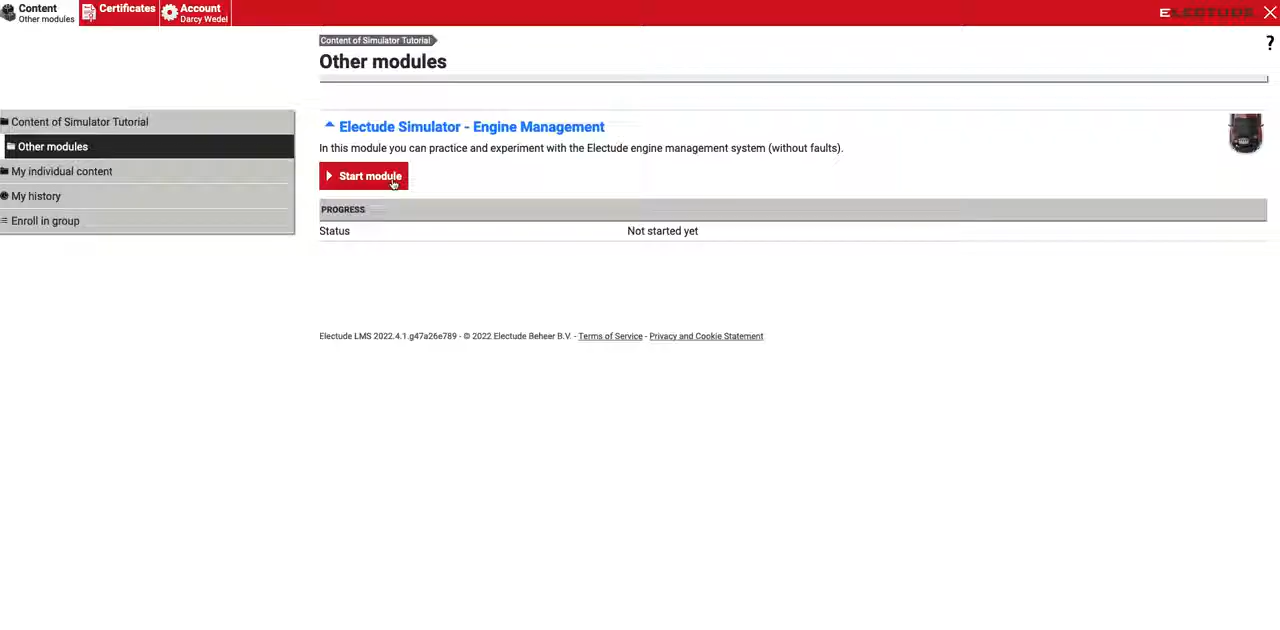 Content
Other modules
Certificates
Account
Darcy Wedel
ELECTUDE
?
Content of Simulator Tutorial
Other modules
Content of Simulator Tutorial
Other modules
My individual content
My history
Enroll in group
Electude Simulator - Engine Management
In this module you can practice and experiment with the Electude engine management system (without faults).
Start module
PROGRESS
Status Not started yet
Electude LMS 2022.4.1.g47a26e789 - © 2022 Electude Beheer B.V. - Terms of Service - Privacy and Cookie Statement